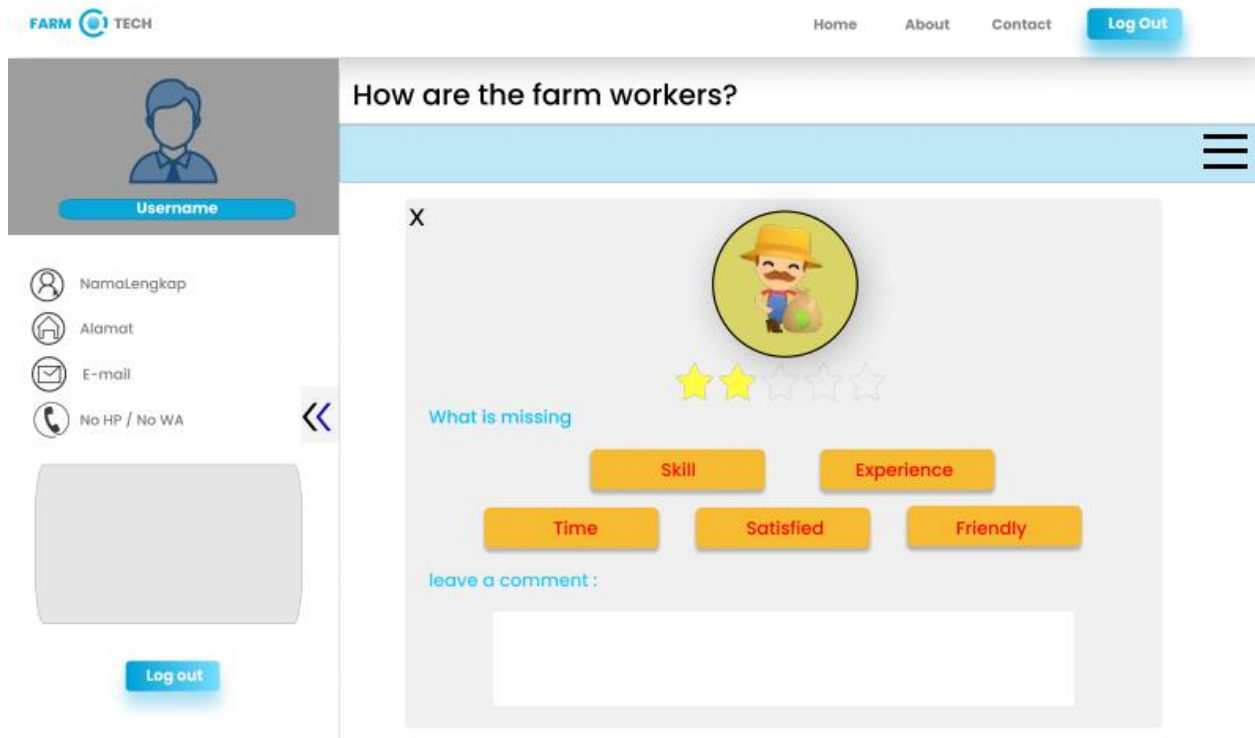 FARM TECH
Home About Contact Log Out
Username
NamaLengkap
Alamat
E-mail
No HP / No WA
Log out
How are the farm workers?
X
What is missing
Skill Experience
Time Satisfied Friendly
leave a comment :